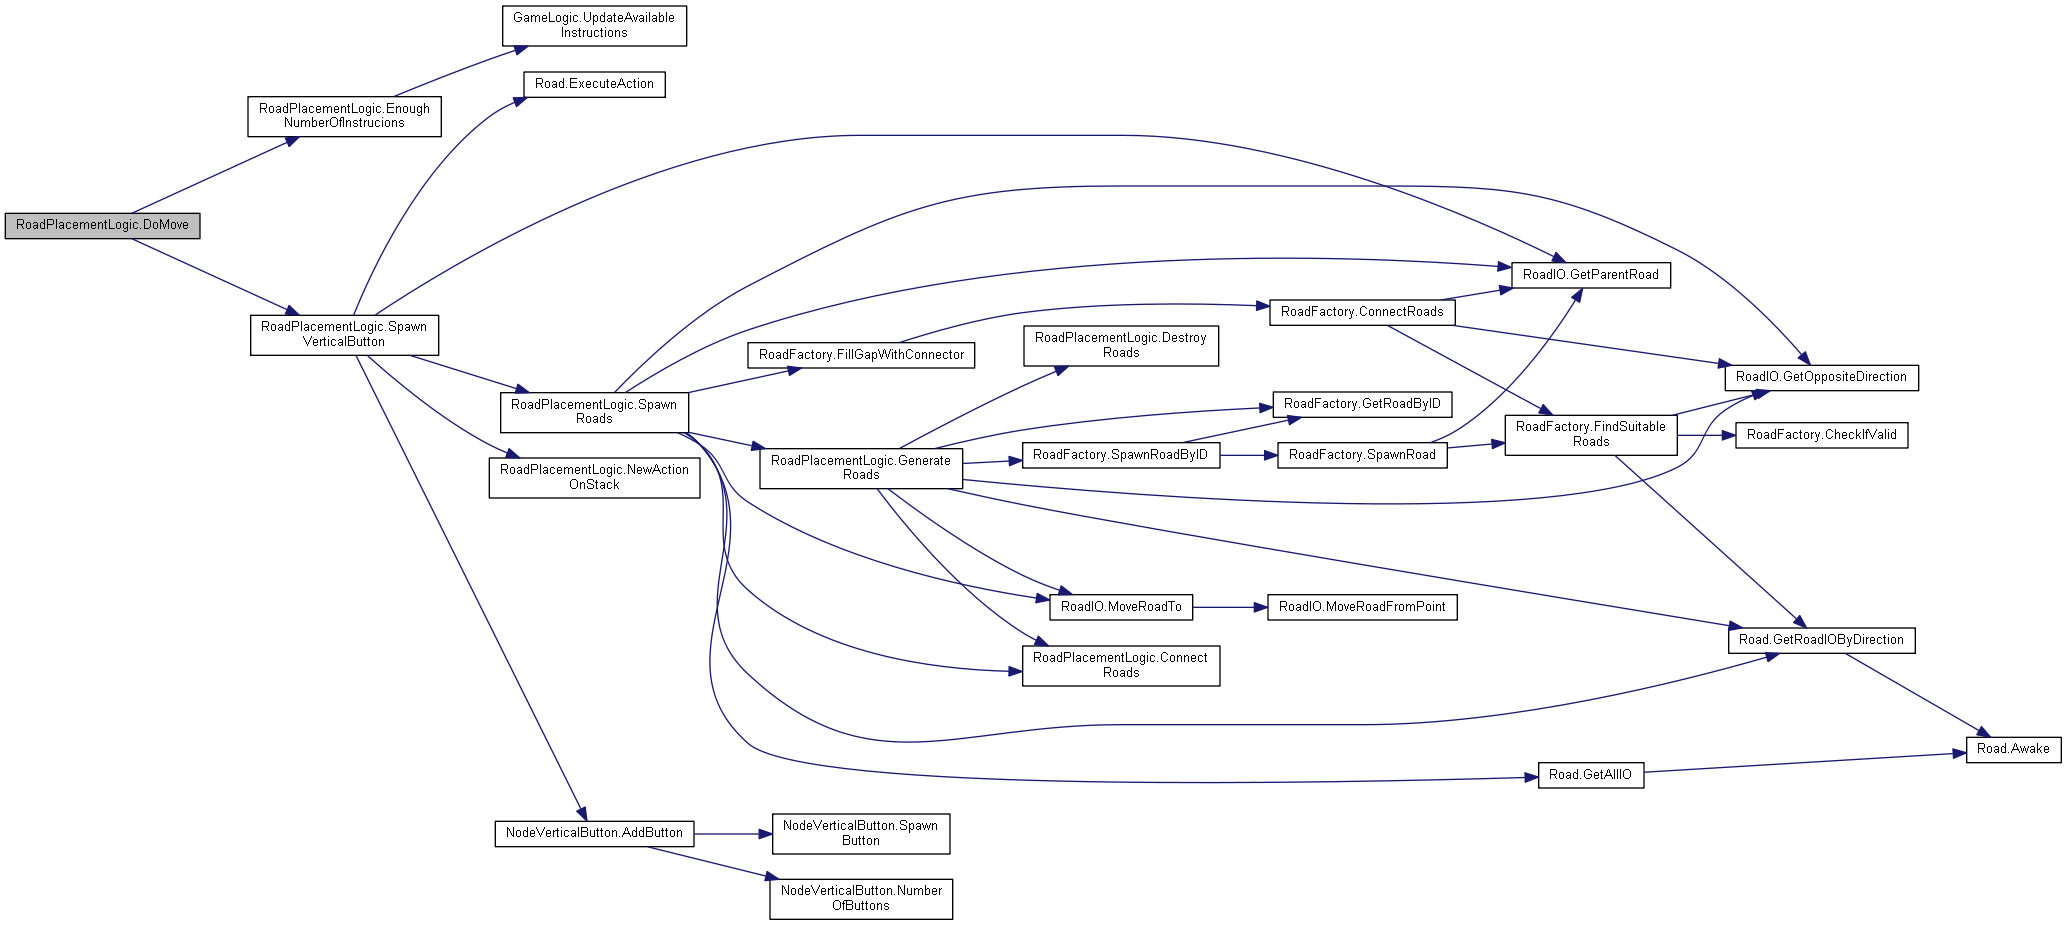 GameLogic.UpdateAvailable
Instructions
Road.ExecuteAction
RoadPlacementLogic.Enough
NumberOfInstrucions
RoadPlacementLogic.DoMove
RoadPlacementLogic.Spawn
VerticalButton
RoadPlacementLogic.Spawn
Roads
RoadPlacementLogic.NewAction
OnStack
NodeVerticalButton.AddButton
RoadFactory.FillGapWithConnector
RoadPlacementLogic.Generate
Roads
NodeVerticalButton.Spawn
Button
NodeVerticalButton.Number
OfButtons
RoadPlacementLogic.Destroy
Roads
RoadFactory.SpawnRoadByID
RoadIO.MoveRoadTo
RoadPlacementLogic.Connect
Roads
RoadFactory.ConnectRoads
RoadFactory.GetRoadByID
RoadFactory.SpawnRoad
RoadIO.MoveRoadFromPoint
RoadIO.GetParentRoad
RoadFactory.FindSuitable
Roads
Road.GetAllIO
RoadIO.GetOppositeDirection
RoadFactory.CheckIfValid
Road.GetRoadIOByDirection
Road.Awake